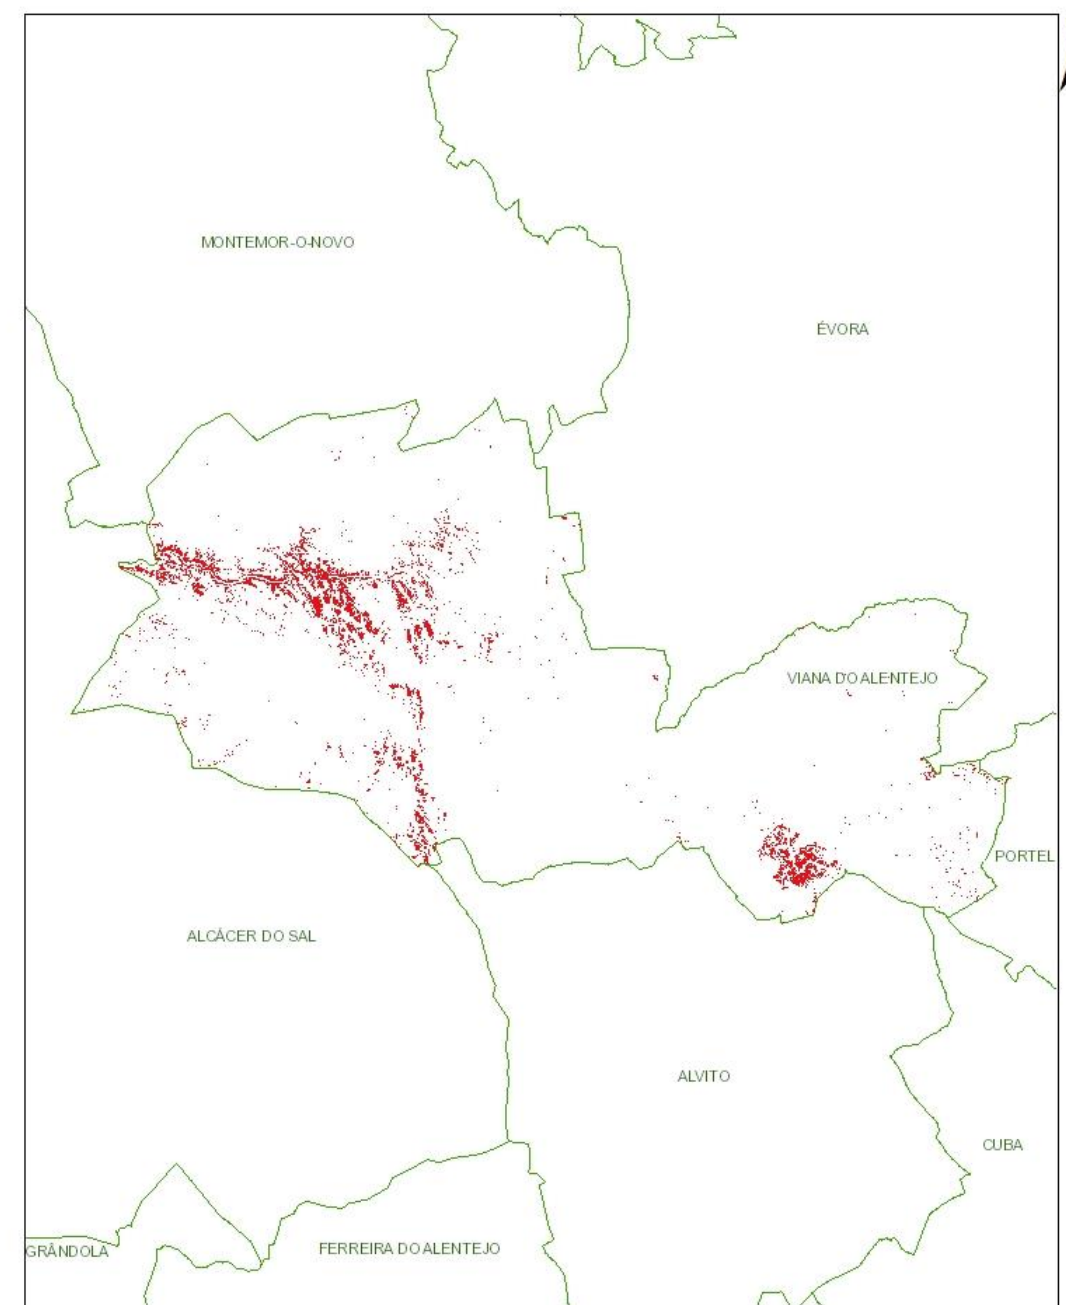 MONTEMOR-O-NOVO
ÉVORA
VIANA DO ALENTEJO
PORTEL
ALCÁCER DO SAL
ALVITO
CUBA
GRÂNDOLA
FERREIRA DO ALENTEJO